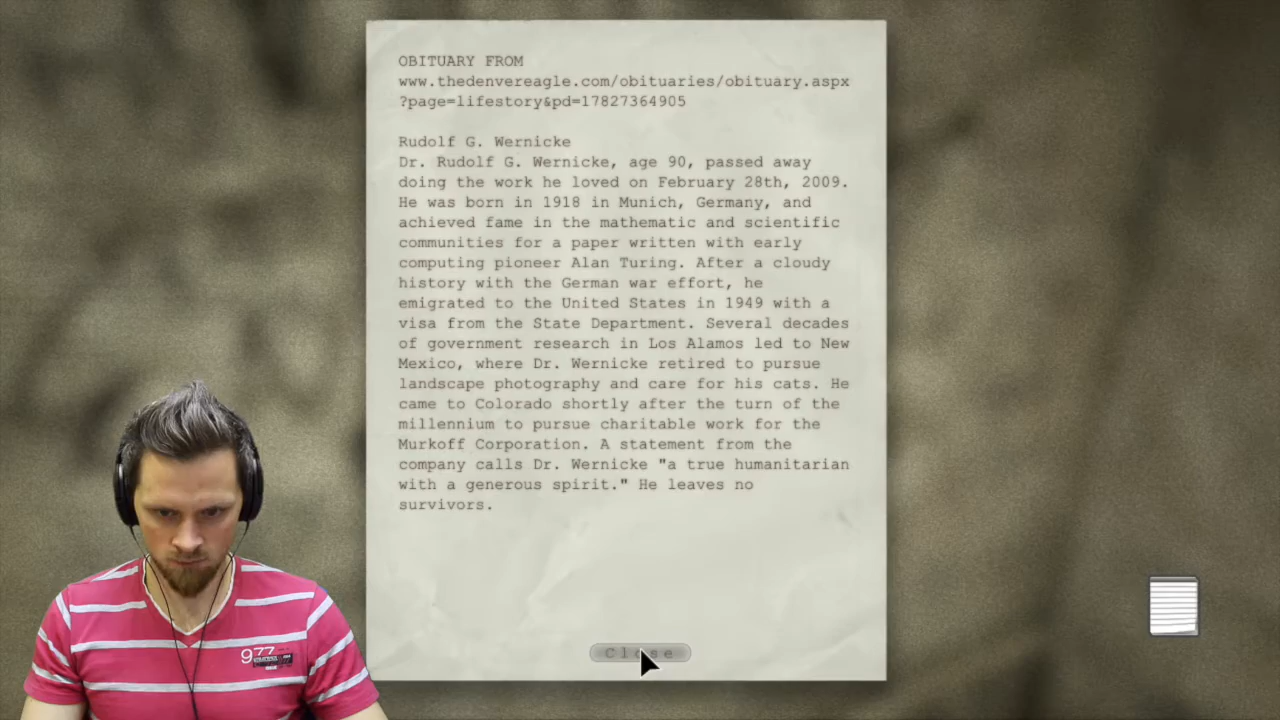 OBITUARY FROM
www.thedenvereagle.com/obituaries/obituary.aspx
?page=lifestory&pd=17827364905
Rudolf G. Wernicke
Dr. Rudolf G. Wernicke, age 90, passed away
doing the work he loved on February 28th, 2009.
He was born in 1918 in Munich, Germany, and
achieved fame in the mathematic and scientific
communities for a paper written with early
computing pioneer Alan Turing. After a cloudy
history with the German war effort, he
emigrated to the United States in 1949 with a
visa from the State Department. Several decades
of government research in Los Alamos led to New
Mexico, where Dr. Wernicke retired to pursue
landscape photography and care for his cats. He
came to Colorado shortly after the turn of the
millennium to pursue charitable work for the
Murkoff Corporation. A statement from the
company calls Dr. Wernicke "a true humanitarian
with a generous spirit." He leaves no
survivors.
Close
977